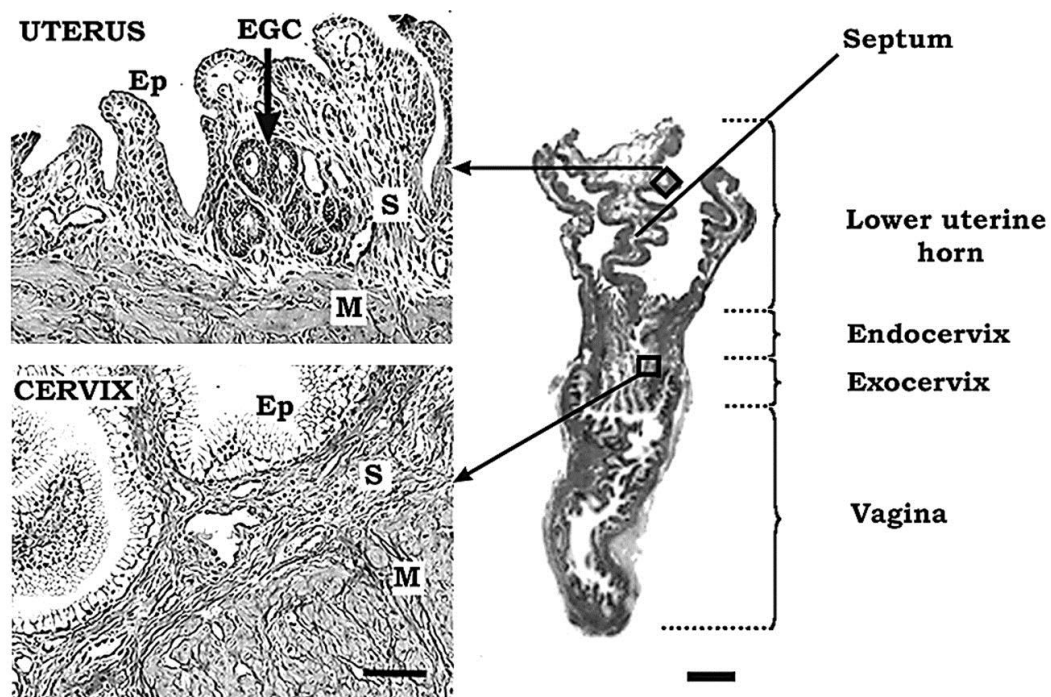 UTERUS
EGC
Ep
S
M
CERVIX
Ep
S
M
Septum
Lower uterine
horn
Endocervix
Exocervix
Vagina